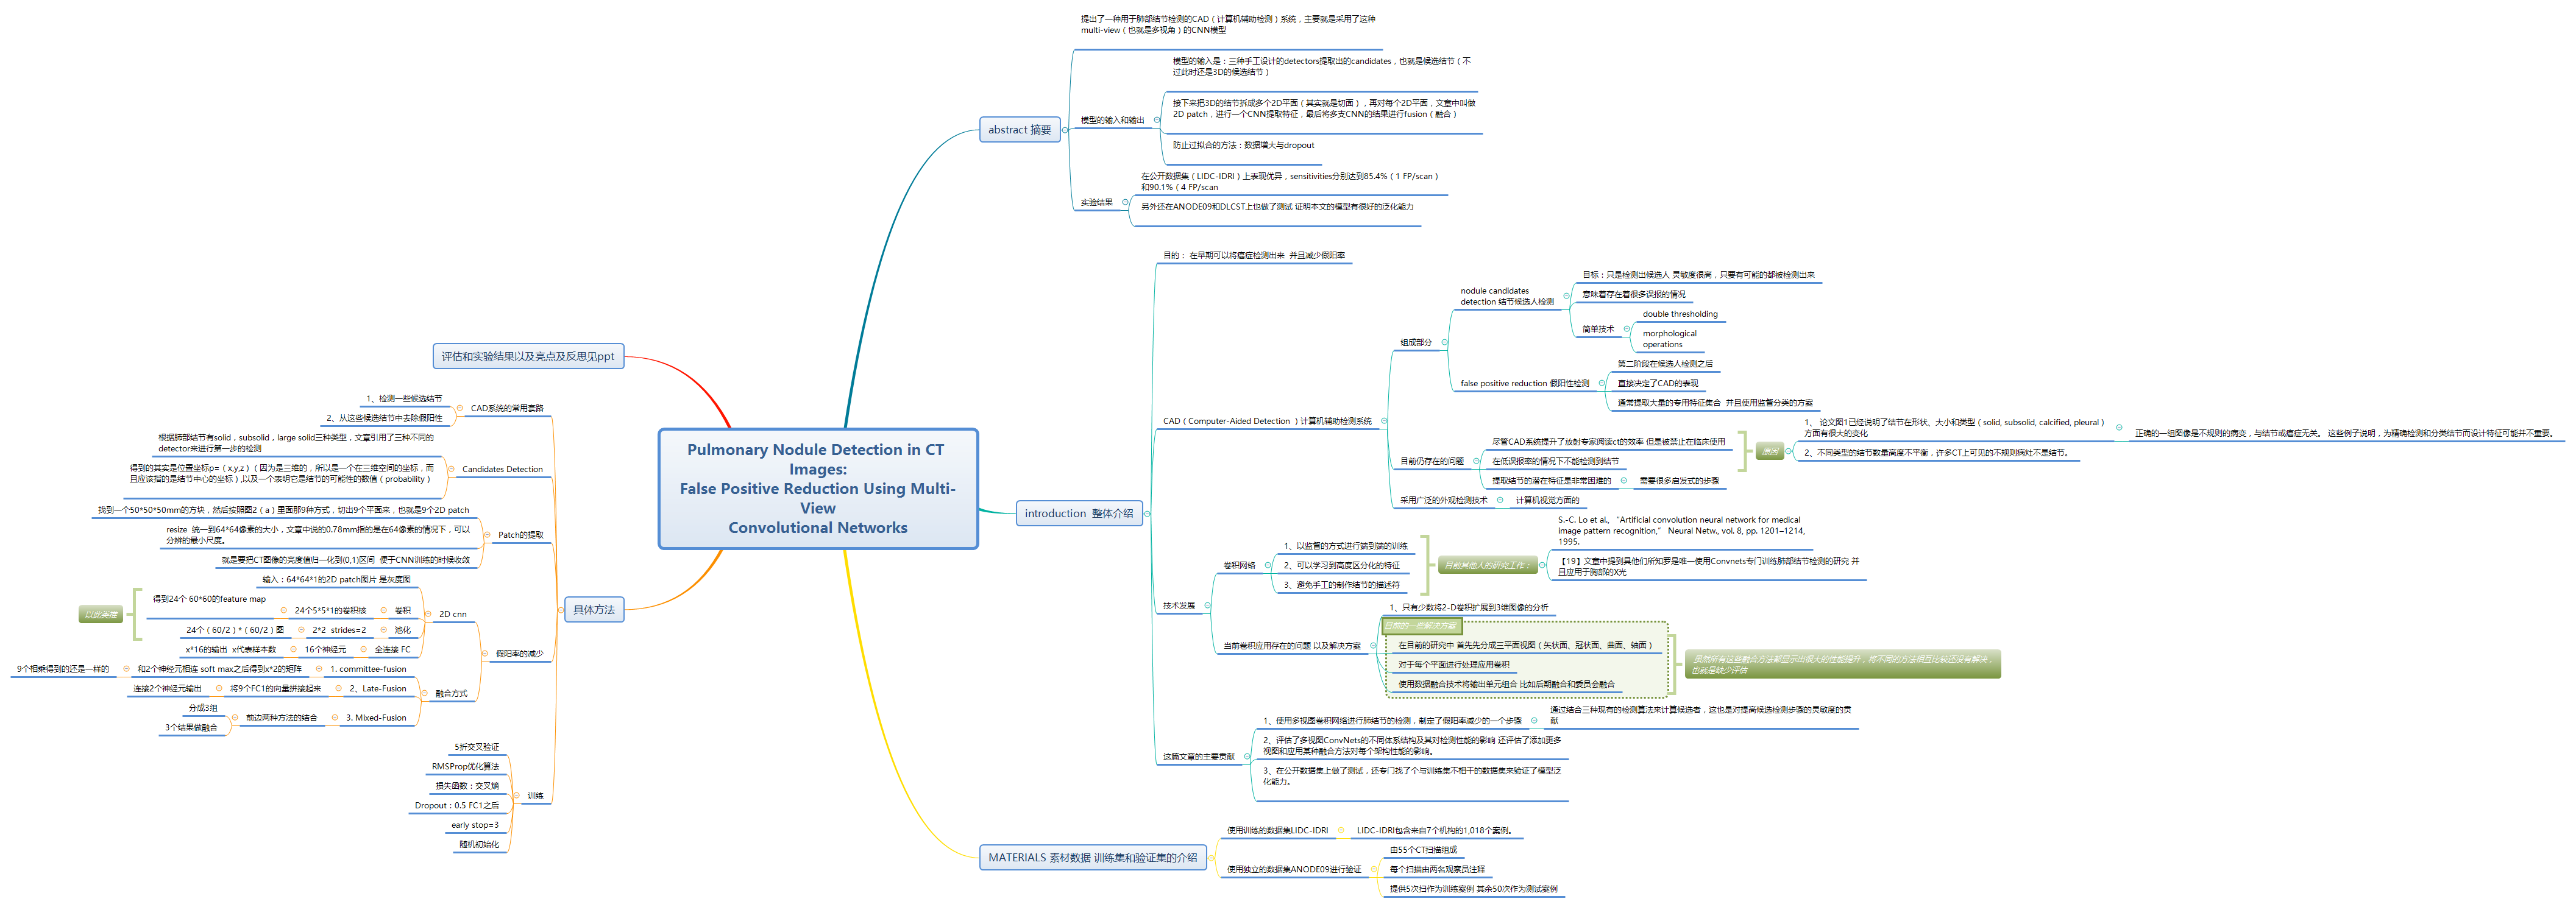 Pulmonary Nodule Detection in CT
Images:
False Positive Reduction Using Multi-
View
Convolutional Networks
abstract 摘要
提出了一种用于肺部结节检测的CAD（计算机辅助检测）系统，主要就是采用了这种
multi-view（也就是多视角）的CNN模型
模型的输入和输出
模型的输入是：三种手工设计的detectors提取出的candidates，也就是候选结节（不
过此时还是3D的候选结节）
接下来把3D的结节拆成多个2D平面（其实就是切面），再对每个2D平面，文章中叫做
2D patch，进行一个CNN提取特征，最后将多支CNN的结果进行fusion（融合）
防止过拟合的方法：数据增大与dropout
实验结果
在公开数据集（LIDC-IDRI）上表现优异，sensitivities分别达到85.4%（1 FP/scan）
和90.1%（4 FP/scan
另外还在ANODE09和DLCST上也做了测试 证明本文的模型有很好的泛化能力
introduction 整体介绍
目的： 在早期可以将癌症检测出来 并且减少假阳率
CAD（Computer-Aided Detection ）计算机辅助检测系统
组成部分
nodule candidates
detection 结节候选人检测
目标：只是检测出候选人 灵敏度很高，只要有可能的都被检测出来
意味着存在着很多误报的情况
简单技术
double thresholding
morphological
operations
false positive reduction 假阳性检测
第二阶段在候选人检测之后
直接决定了CAD的表现
通常提取大量的专用特征集合 并且使用监督分类的方案
目前仍存在的问题
尽管CAD系统提升了放射专家阅读ct的效率 但是被禁止在临床使用
在低误报率的情况下不能检测到结节
提取结节的潜在特征是非常困难的
需要很多启发式的步骤
原因
1、 论文图1已经说明了结节在形状、大小和类型（solid, subsolid, calcified, pleural ）
方面有很大的变化
正确的一组图像是不规则的病变，与结节或癌症无关。 这些例子说明，为精确检测和分类结节而设计特征可能并不重要。
2、不同类型的结节数量高度不平衡，许多CT上可见的不规则病灶不是结节。
采用广泛的外观检测技术
计算机视觉方面的
技术发展
卷积网络
1、以监督的方式进行端到端的训练
2、可以学习到高度区分化的特征
3、避免手工的制作结节的描述符
目前其他人的研究工作：
S.-C. Lo et al., “Artificial convolution neural network for medical
image pattern recognition,” Neural Netw., vol. 8, pp. 1201–1214,
1995.
【19】文章中提到具他们所知罗是唯一使用Convnets专门训练肺部结节检测的研究 并
且应用于胸部的X光
当前卷积应用存在的问题 以及解决方案
1、只有少数将2-D卷积扩展到3维图像的分析
目前的一些解决方案
在目前的研究中 首先先分成三平面视图（矢状面、冠状面、曲面、轴面）
对于每个平面进行处理应用卷积
使用数据融合技术将输出单元组合 比如后期融合和委员会融合
虽然所有这些融合方法都显示出很大的性能提升，将不同的方法相互比较还没有解决，
也就是缺少评估
这篇文章的主要贡献
1、使用多视图卷积网络进行肺结节的检测，制定了假阳率减少的一个步骤
通过结合三种现有的检测算法来计算候选者，这也是对提高候选检测步骤的灵敏度的贡
献
2、评估了多视图ConvNets的不同体系结构及其对检测性能的影响 还评估了添加更多
视图和应用某种融合方法对每个架构性能的影响。
3、在公开数据集上做了测试，还专门找了个与训练集不相干的数据集来验证了模型泛
化能力。
MATERIALS 素材数据 训练集和验证集的介绍
使用训练的数据集LIDC-IDRI
LIDC-IDRI包含来自7个机构的1,018个案例。
使用独立的数据集ANODE09进行验证
由55个CT扫描组成
每个扫描由两名观察员注释
提供5次扫作为训练案例 其余50次作为测试案例
评估和实验结果以及亮点及反思见ppt
具体方法
CAD系统的常用套路
1、检测一些候选结节
2、从这些候选结节中去除假阳性
Candidates Detection
根据肺部结节有solid，subsolid，large solid三种类型，文章引用了三种不同的
detector来进行第一步的检测
得到的其实是位置坐标p=（x,y,z）（因为是三维的，所以是一个在三维空间的坐标，而
且应该指的是结节中心的坐标）,以及一个表明它是结节的可能性的数值（probability）
Patch的提取
找到一个50*50*50mm的方块，然后按照图2（a）里面那9种方式，切出9个平面来，也就是9个2D patch
resize 统一到64*64像素的大小，文章中说的0.78mm指的是在64像素的情况下，可以
分辨的最小尺度。
就是要把CT图像的亮度值归一化到(0,1)区间 便于CNN训练的时候收敛
假阳率的减少
2D cnn
输入：64*64*1的2D patch图片 是灰度图
卷积
24个5*5*1的卷积核
得到24个 60*60的feature map
池化
2*2 strides=2
24个（60/2）*（60/2）图
全连接 FC
16个神经元
x*16的输出 x代表样本数
以此类推
融合方式
1. committee-fusion
和2个神经元相连 soft max之后得到x*2的矩阵
9个相乘得到的还是一样的
2、Late-Fusion
将9个FC1的向量拼接起来
连接2个神经元输出
3. Mixed-Fusion
前边两种方法的结合
分成3组
3个结果做融合
训练
5折交叉验证
RMSProp优化算法
损失函数：交叉熵
Dropout：0.5 FC1之后
early stop=3
随机初始化